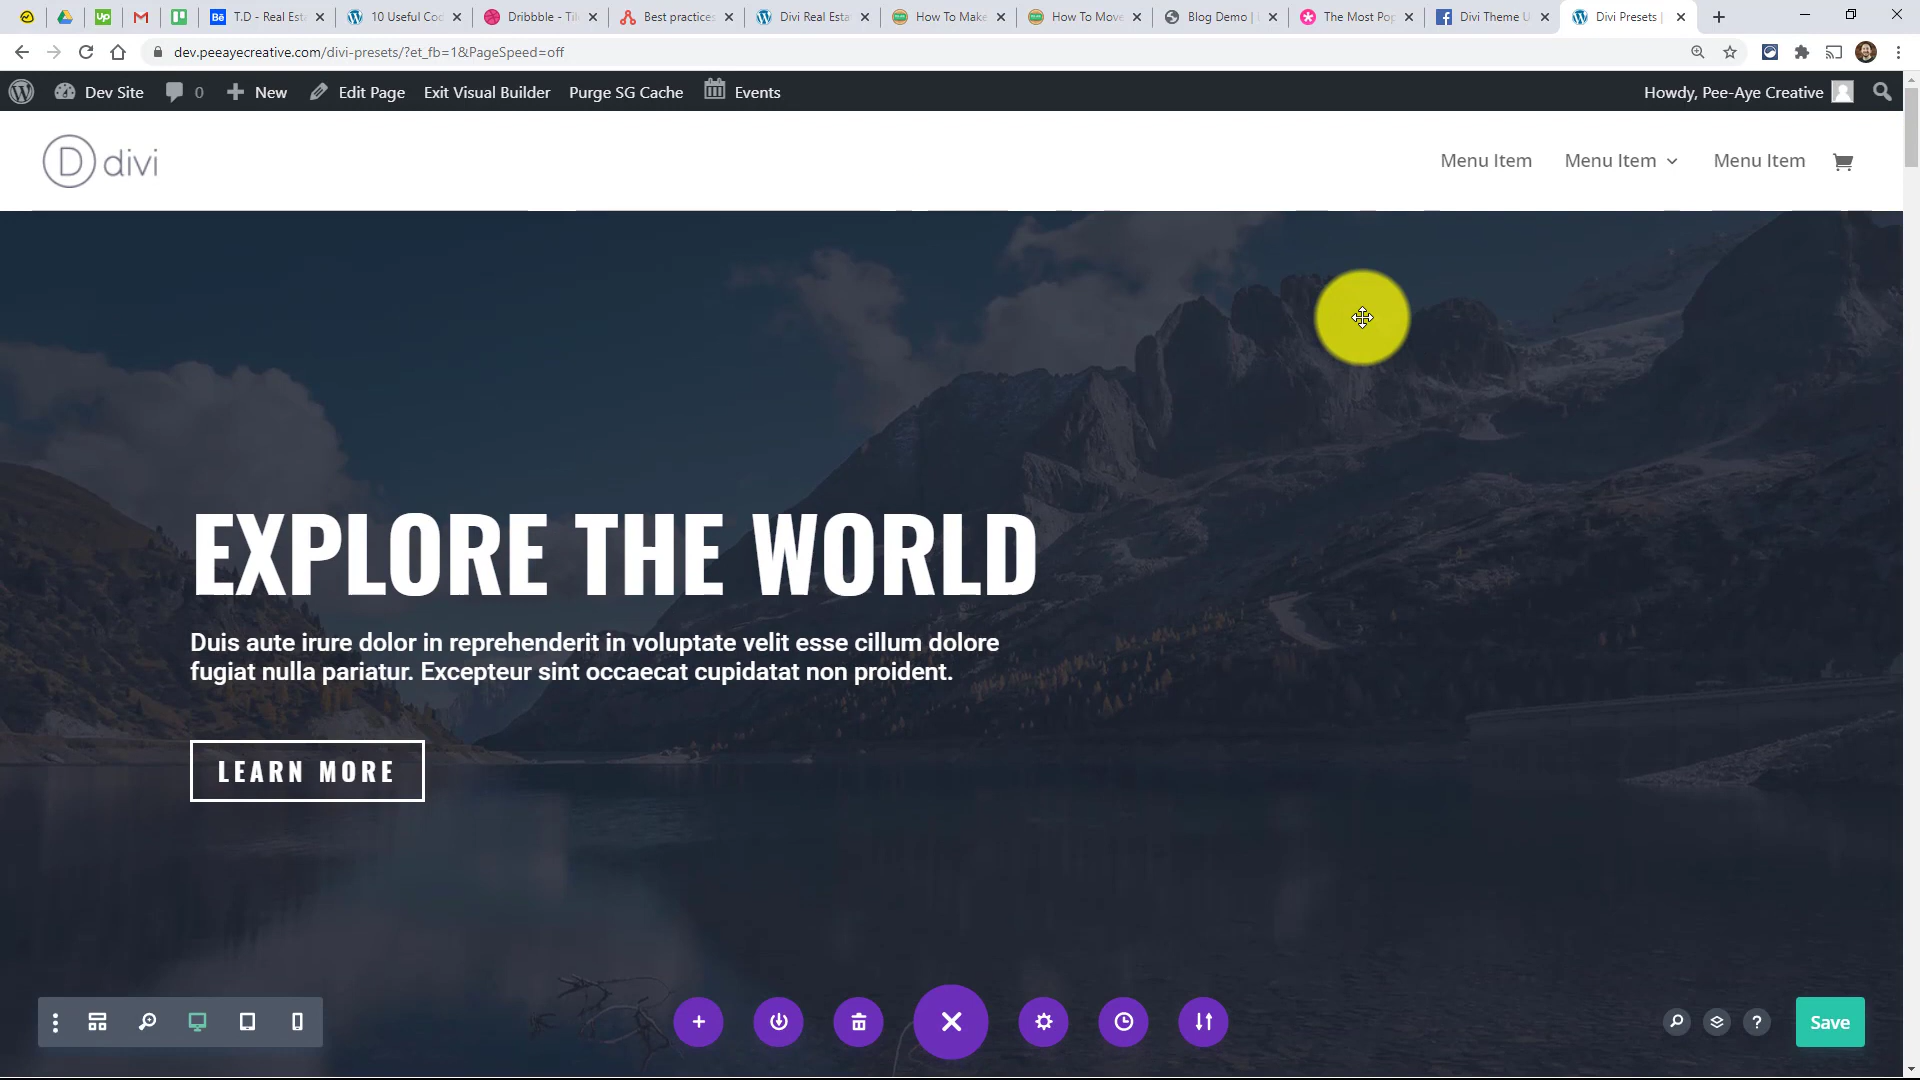 T.D - Real Esta
10 Useful Coo
Dribbble - Til
Best practices
Divi Real Esta
How To Make
How To Move
Blog Demo |
The Most Pop
Divi Theme U
Divi Presets |
dev.peeayecreative.com/divi-presets/?et_fb=1&PageSpeed=off
Dev Site 0 New Edit Page Exit Visual Builder Purge SG Cache Events Howdy, Pee-Aye Creative
D divi Menu Item Menu Item Menu Item
EXPLORE THE WORLD
Duis aute irure dolor in reprehenderit in voluptate velit esse cillum dolore
fugiat nulla pariatur. Excepteur sint occaecat cupidatat non proident.
LEARN MORE
Save